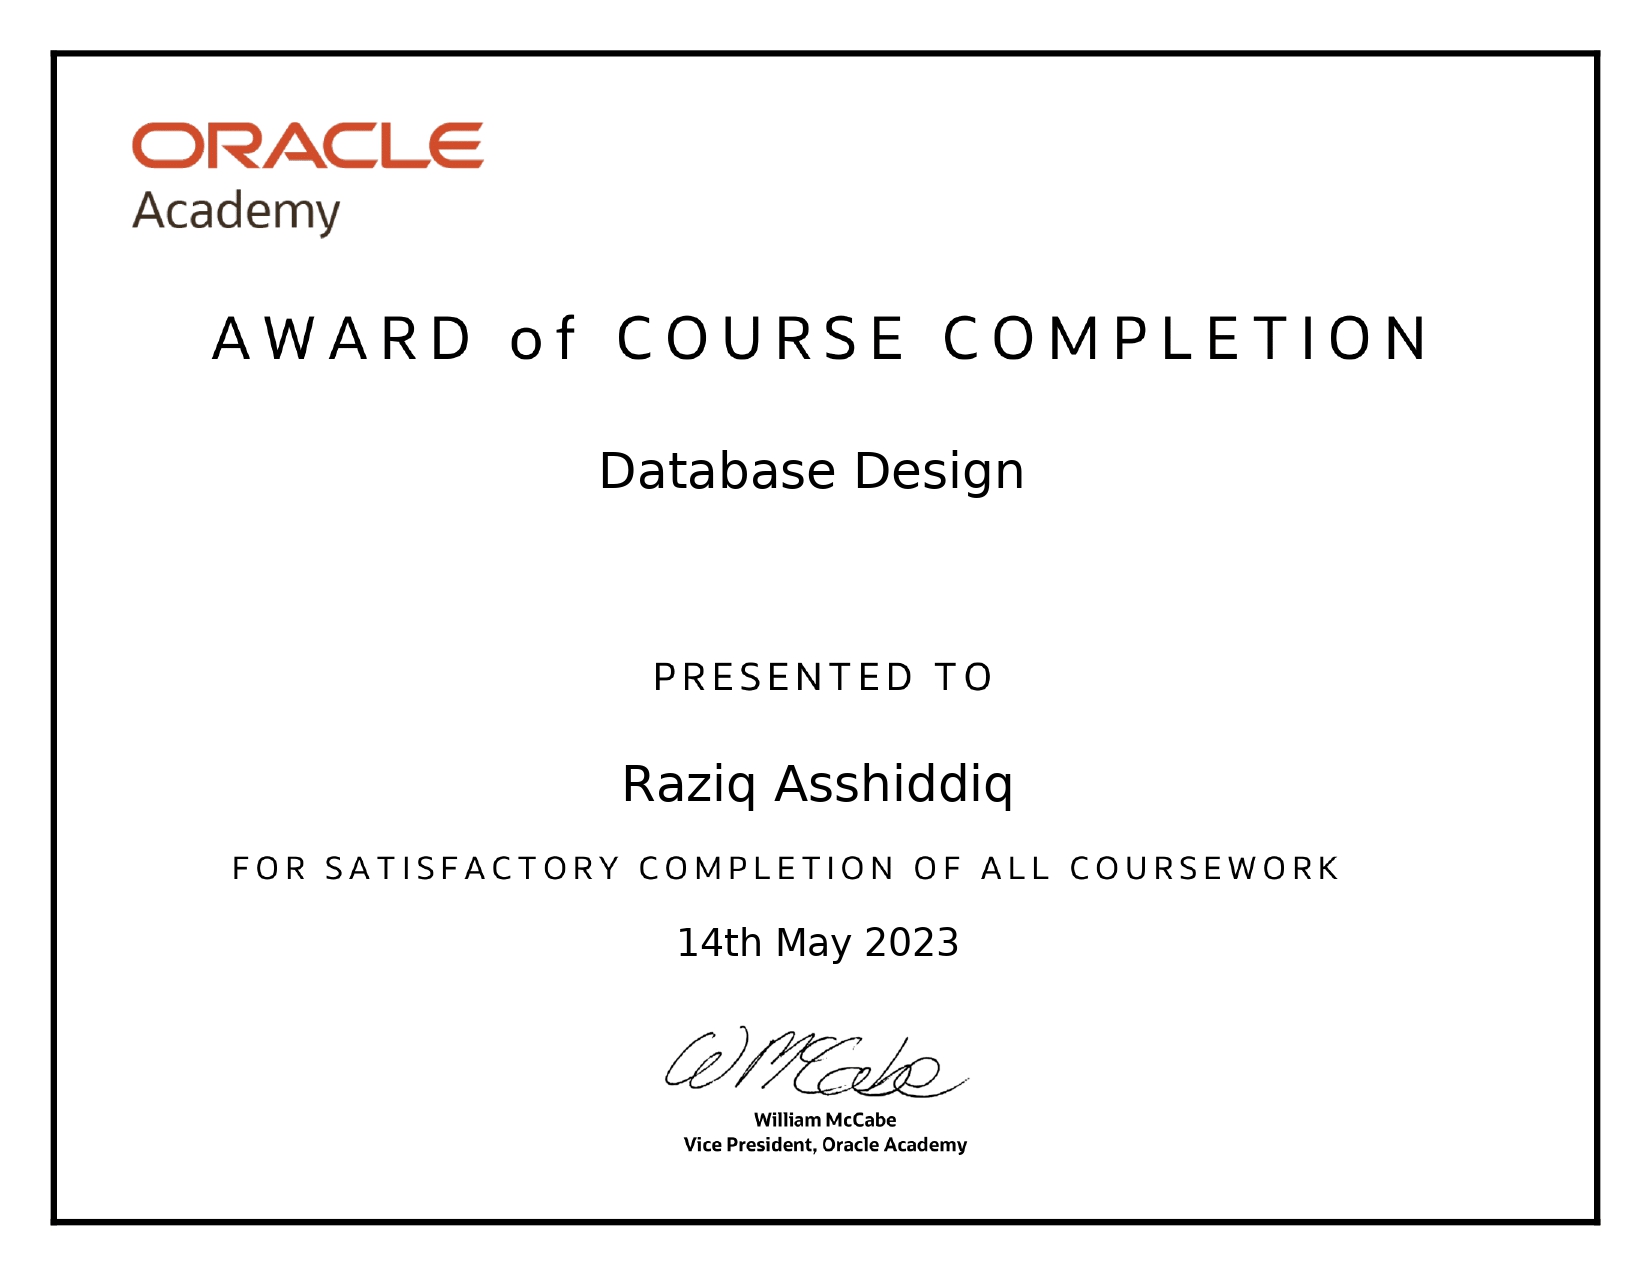 ORACLE
Academy
AWARD of COURSE COMPLETION
Database Design
PRESENTED TO
Raziq Asshiddiq
FOR SATISFACTORY COMPLETION OF ALL COURSEWORK
14th May 2023
WMcCabe
William McCabe
Vice President, Oracle Academy